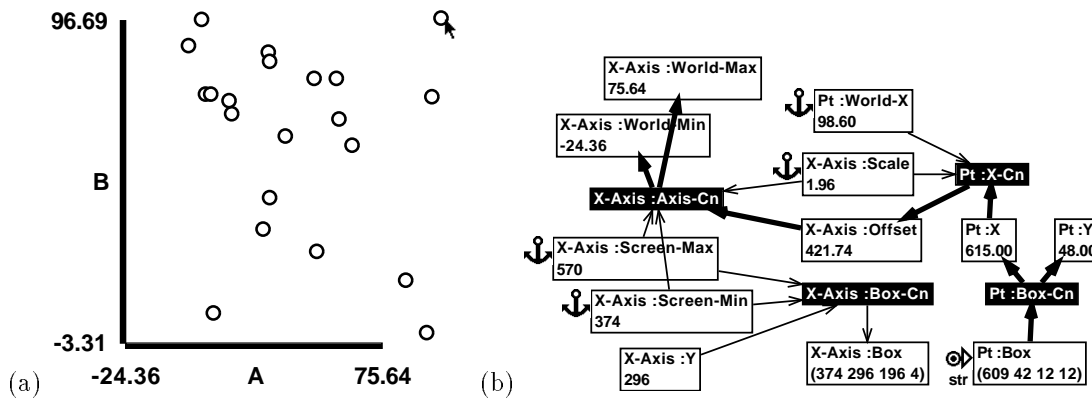 96.69
B
-3.31
-24.36
A
75.64
(a)
X-Axis :World-Max
75.64
X-Axis :World-Min
-24.36
Pt :World-X
98.60
X-Axis :Scale
1.96
Pt :X-Cn
X-Axis :Axis-Cn
X-Axis :Offset
421.74
Pt :X
615.00
Pt :Y
48.00
X-Axis :Screen-Max
570
X-Axis :Screen-Min
374
X-Axis :Box-Cn
Pt :Box-Cn
X-Axis :Y
296
X-Axis :Box
(374 296 196 4)
Pt :Box
(609 42 12 12)
str
(b)